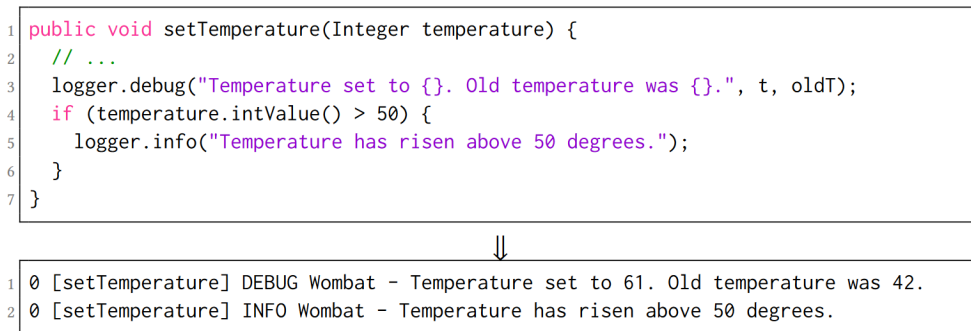 1 public void setTemperature(Integer temperature) {
2 // ...
3 logger.debug("Temperature set to {}. Old temperature was {}.", t, oldT);
4 if (temperature.intValue() > 50) {
5 logger.info("Temperature has risen above 50 degrees.");
6 }
7 }
⇓
1 0 [setTemperature] DEBUG Wombat - Temperature set to 61. Old temperature was 42.
2 0 [setTemperature] INFO Wombat - Temperature has risen above 50 degrees.